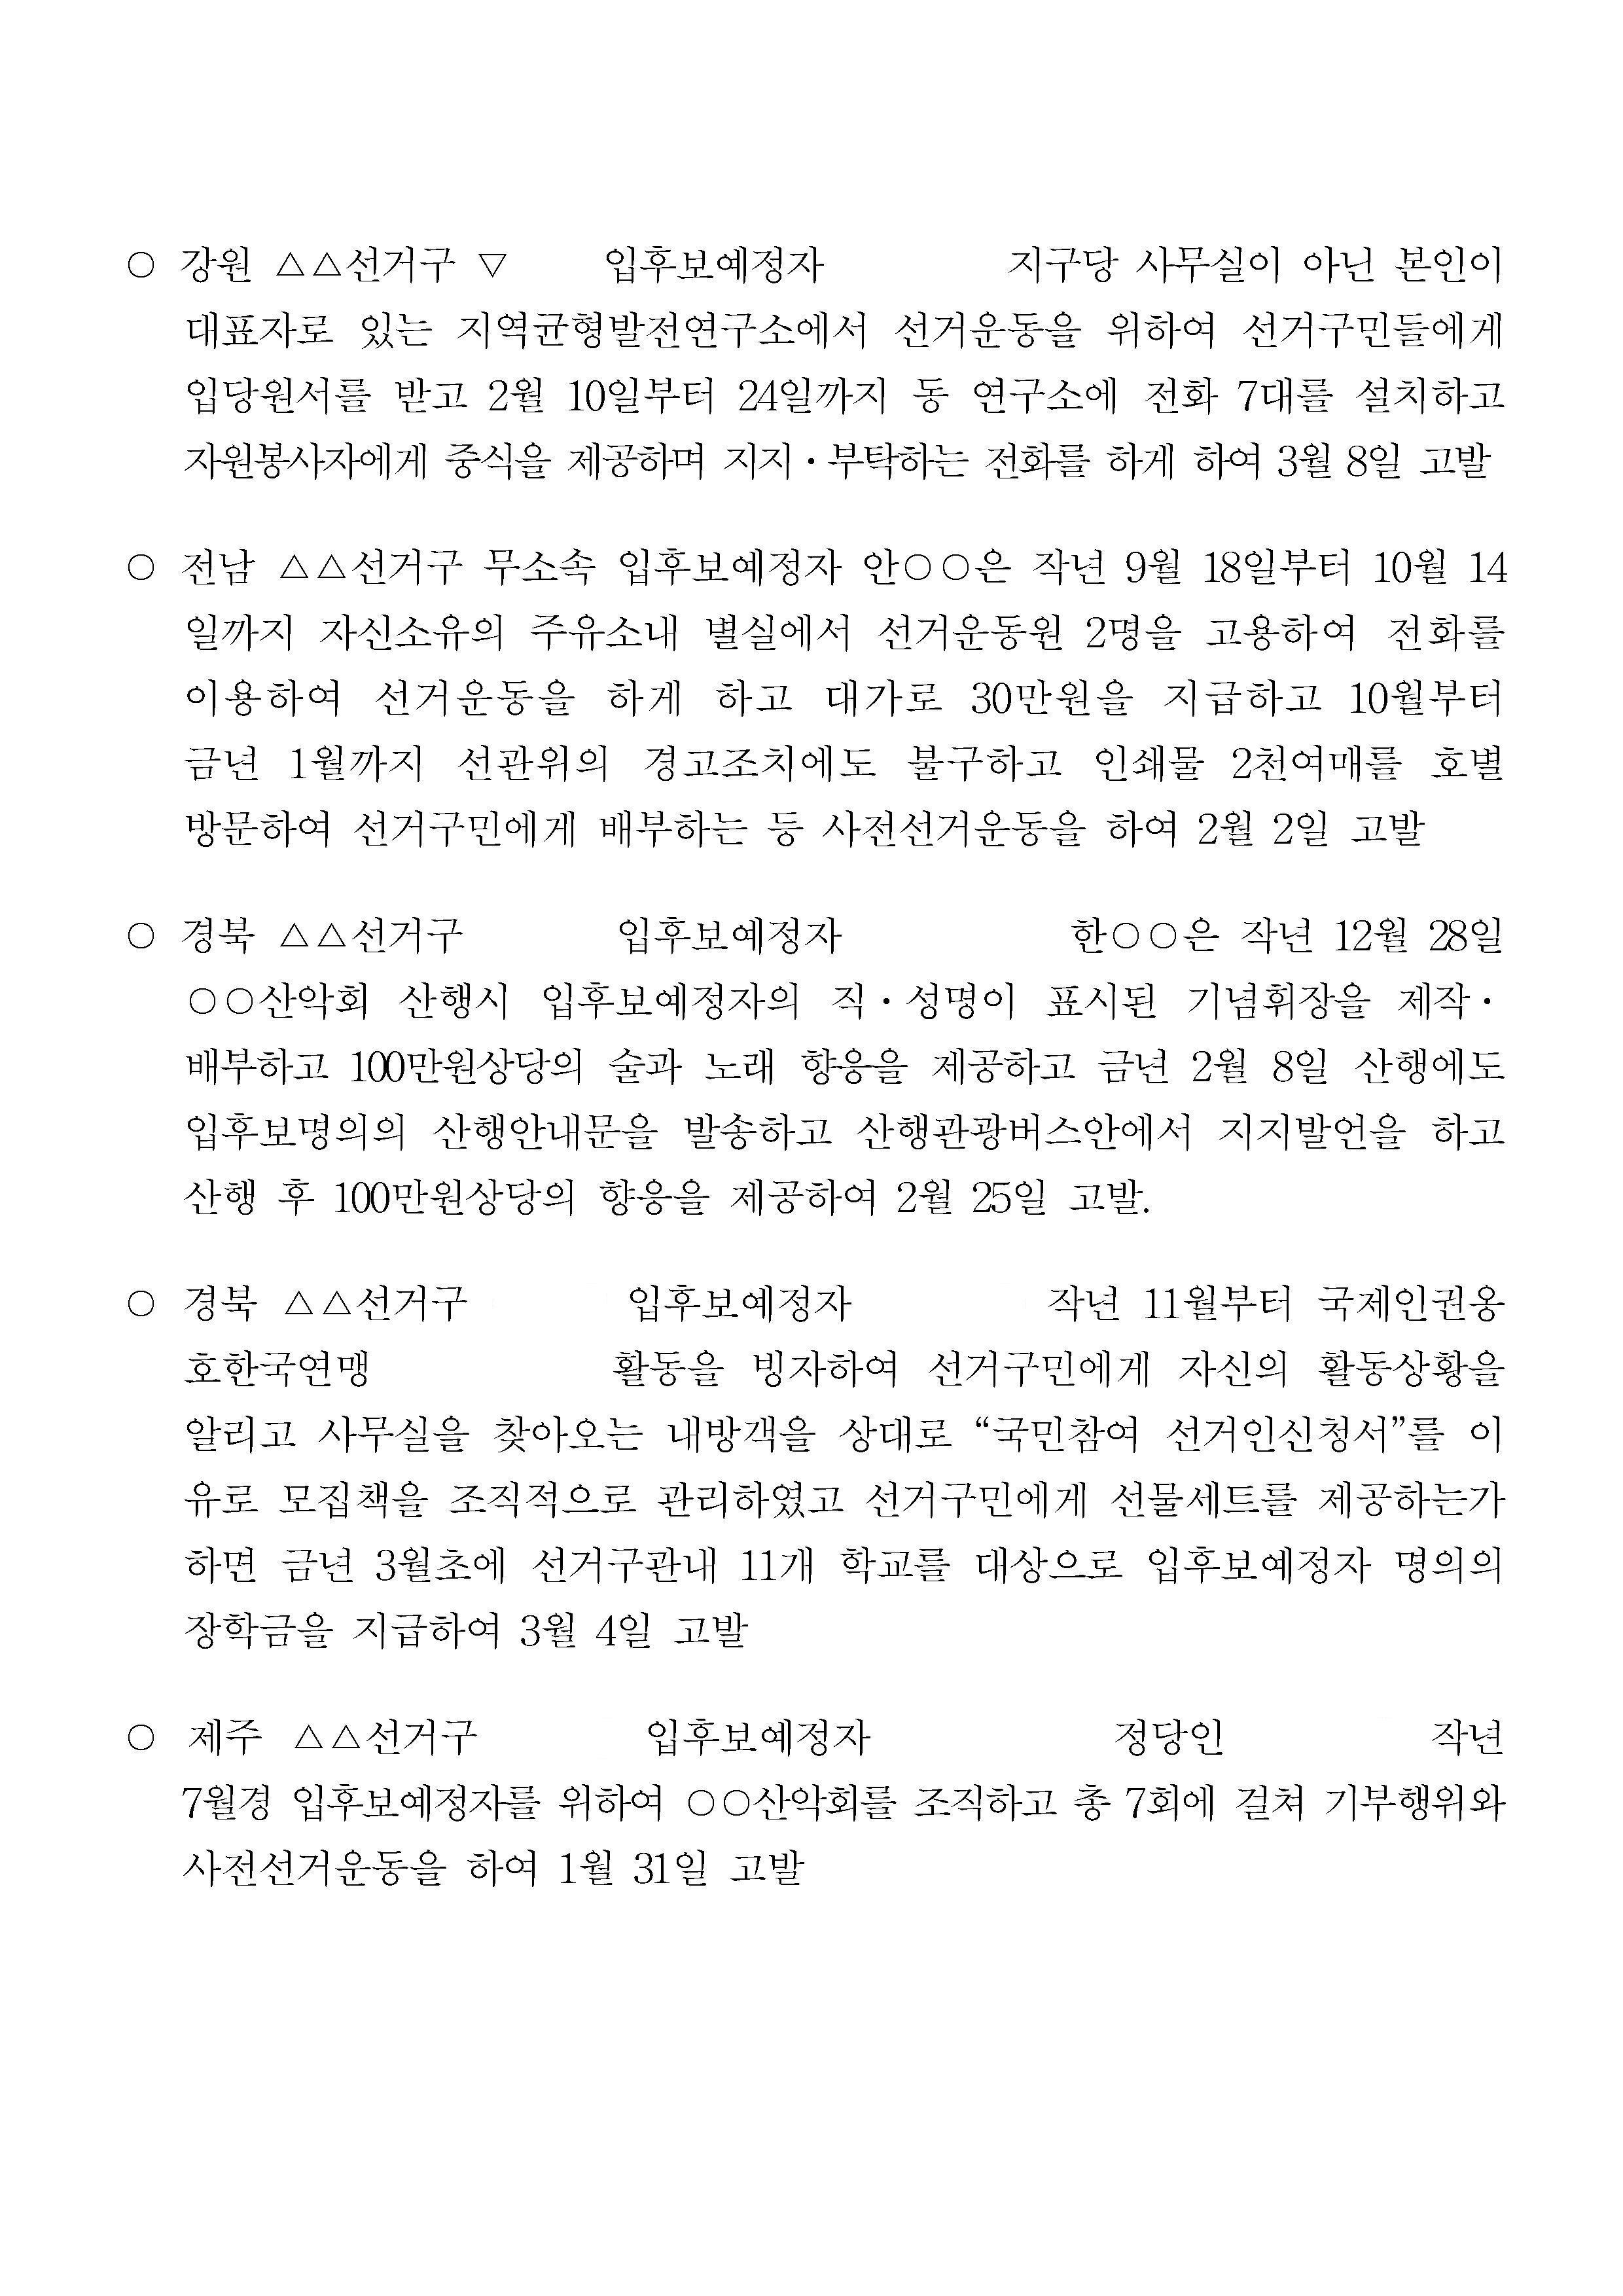 ○ 강원 △△선거구 ▽ 입후보예정자 지구당 사무실이 아닌 본인이
대표자로 있는 지역균형발전연구소에서 선거운동을 위하여 선거구민들에게
입당원서를 받고 2월 10일부터 24일까지 동 연구소에 전화 7대를 설치하고
자원봉사자에게 중식을 제공하며 지지·부탁하는 전화를 하게 하여 3월 8일 고발
○ 전남 △△선거구 무소속 입후보예정자 안○○은 작년 9월 18일부터 10월 14
일까지 자신소유의 주유소내 별실에서 선거운동원 2명을 고용하여 전화를
이용하여 선거운동을 하게 하고 대가로 30만원을 지급하고 10월부터
금년 1월까지 선관위의 경고조치에도 불구하고 인쇄물 2천여매를 호별
방문하여 선거구민에게 배부하는 등 사전선거운동을 하여 2월 2일 고발
○ 경북 △△선거구 입후보예정자 한○○은 작년 12월 28일
○○산악회 산행시 입후보예정자의 직·성명이 표시된 기념휘장을 제작·
배부하고 100만원상당의 술과 노래 향응을 제공하고 금년 2월 8일 산행에도
입후보명의의 산행안내문을 발송하고 산행관광버스안에서 지지발언을 하고
산행 후 100만원상당의 향응을 제공하여 2월 25일 고발.
○ 경북 △△선거구 입후보예정자 작년 11월부터 국제인권옹
호한국연맹 활동을 빙자하여 선거구민에게 자신의 활동상황을
알리고 사무실을 찾아오는 내방객을 상대로 “국민참여 선거인신청서”를 이
유로 모집책을 조직적으로 관리하였고 선거구민에게 선물세트를 제공하는가
하면 금년 3월초에 선거구관내 11개 학교를 대상으로 입후보예정자 명의의
장학금을 지급하여 3월 4일 고발
○ 제주 △△선거구 입후보예정자 정당인 작년
7월경 입후보예정자를 위하여 ○○산악회를 조직하고 총 7회에 걸쳐 기부행위와
사전선거운동을 하여 1월 31일 고발